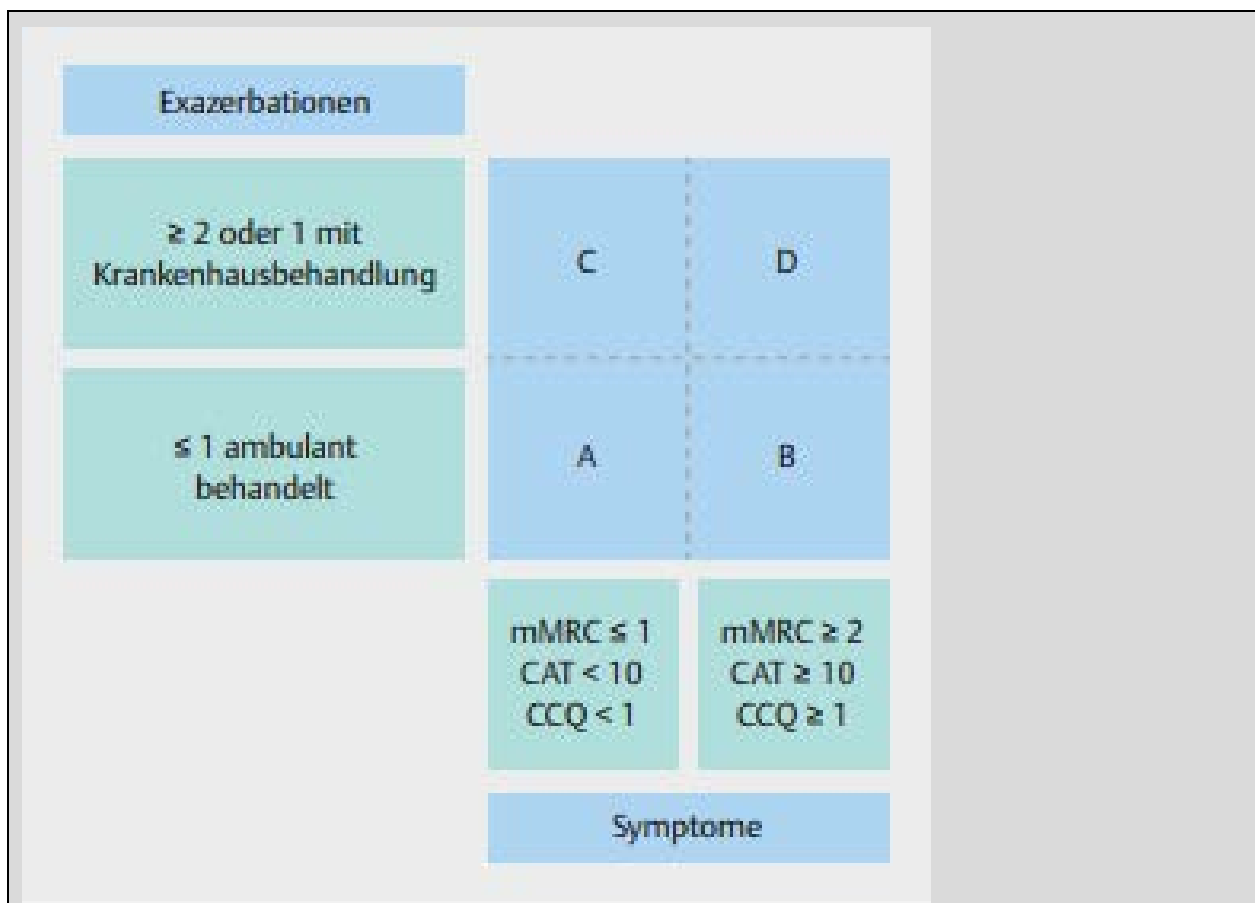 Exazerbationen
≥ 2 oder 1 mit
Krankenhausbehandlung
C
D
≤ 1 ambulant
behandelt
A
B
mMRC ≤ 1
CAT < 10
CCQ < 1
mMRC ≥ 2
CAT ≥ 10
CCQ ≥ 1
Symptome